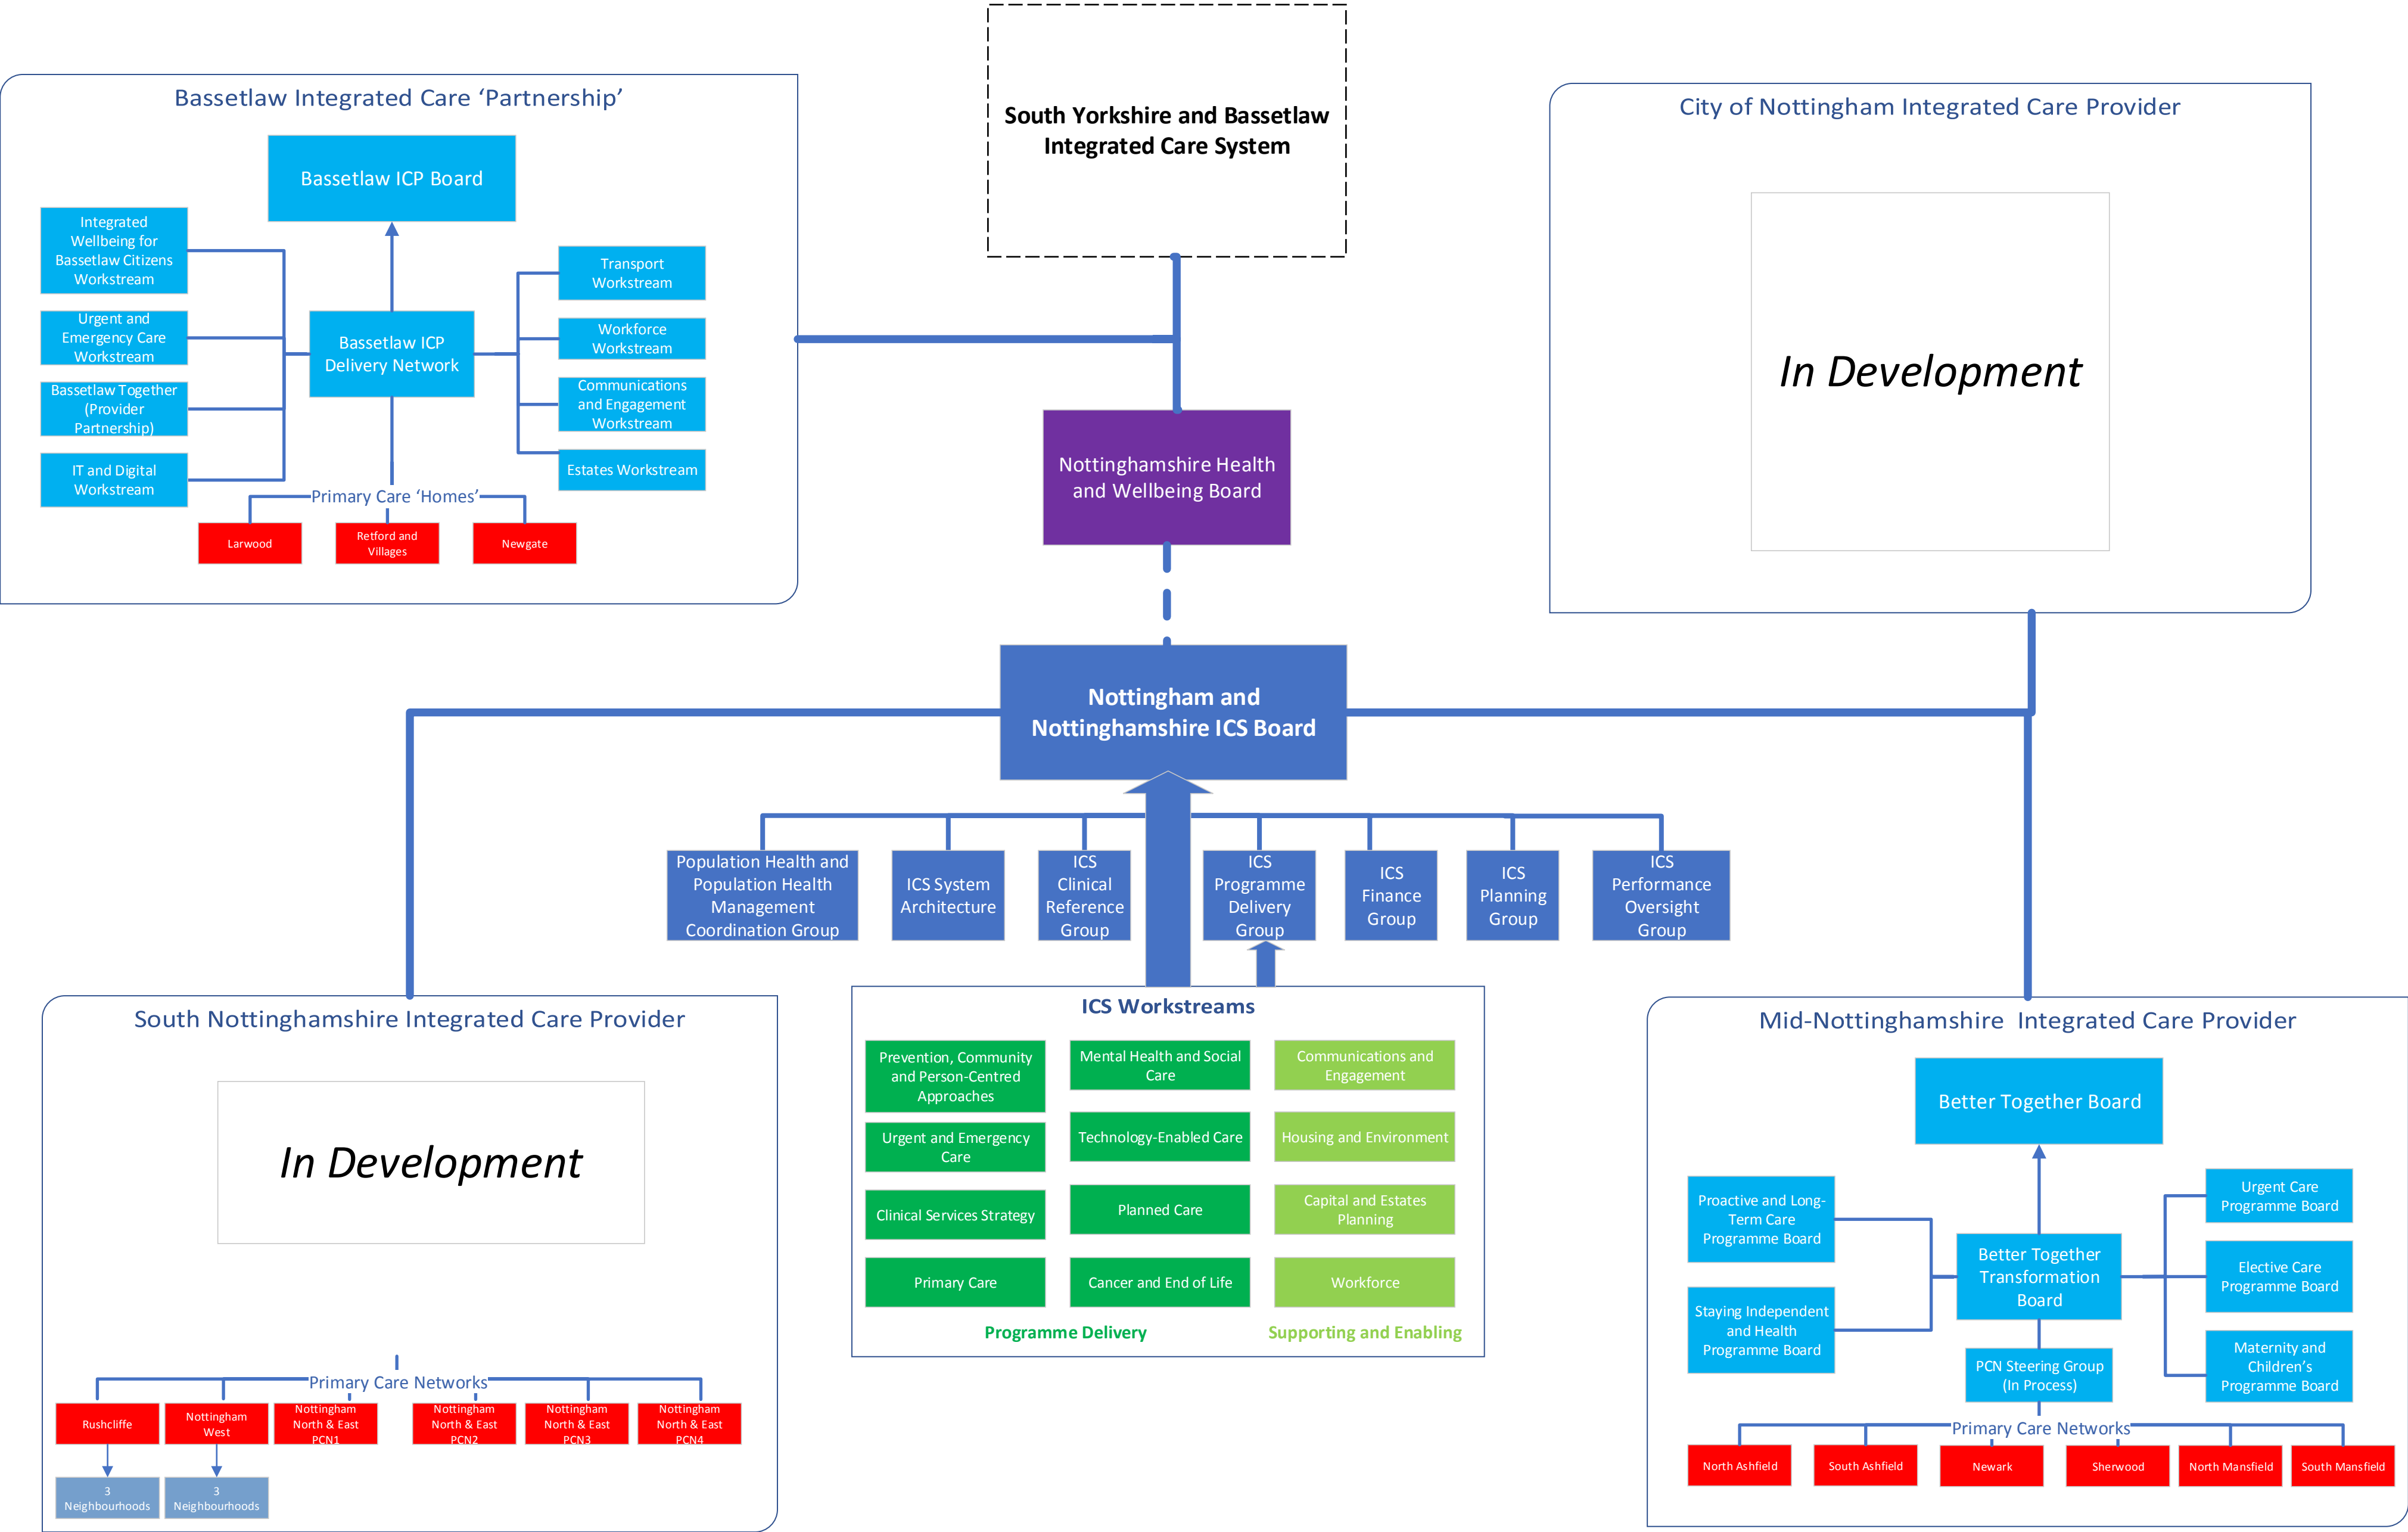 South Yorkshire and Bassetlaw
Integrated Care System
Bassetlaw Integrated Care ‘Partnership’
Bassetlaw ICP Board
Integrated
Wellbeing for
Bassetlaw Citizens
Workstream
Urgent and
Emergency Care
Workstream
Bassetlaw Together
(Provider
Partnership)
IT and Digital
Workstream
Bassetlaw ICP
Delivery Network
Transport
Workstream
Workforce
Workstream
Communications
and Engagement
Workstream
Estates Workstream
Primary Care ‘Homes’
Larwood
Retford and
Villages
Newgate
City of Nottingham Integrated Care Provider
In Development
Nottinghamshire Health
and Wellbeing Board
Nottingham and
Nottinghamshire ICS Board
Population Health and
Population Health
Management
Coordination Group
ICS System
Architecture
ICS
Clinical
Reference
Group
ICS
Programme
Delivery
Group
ICS
Finance
Group
ICS
Planning
Group
ICS
Performance
Oversight
Group
South Nottinghamshire Integrated Care Provider
In Development
Primary Care Networks
Rushcliffe
Nottingham
West
Nottingham
North & East
PCN1
Nottingham
North & East
PCN2
Nottingham
North & East
PCN3
Nottingham
North & East
PCN4
3
Neighbourhoods
3
Neighbourhoods
ICS Workstreams
Prevention, Community
and Person-Centred
Approaches
Urgent and Emergency
Care
Clinical Services Strategy
Primary Care
Mental Health and Social
Care
Technology-Enabled Care
Planned Care
Cancer and End of Life
Communications and
Engagement
Housing and Environment
Capital and Estates
Planning
Workforce
Programme Delivery
Supporting and Enabling
Mid-Nottinghamshire  Integrated Care Provider
Better Together Board
Proactive and Long-
Term Care
Programme Board
Staying Independent
and Health
Programme Board
Better Together
Transformation
Board
Urgent Care
Programme Board
Elective Care
Programme Board
Maternity and
Children’s
Programme Board
PCN Steering Group
(In Process)
Primary Care Networks
North Ashfield
South Ashfield
Newark
Sherwood
North Mansfield
South Mansfield